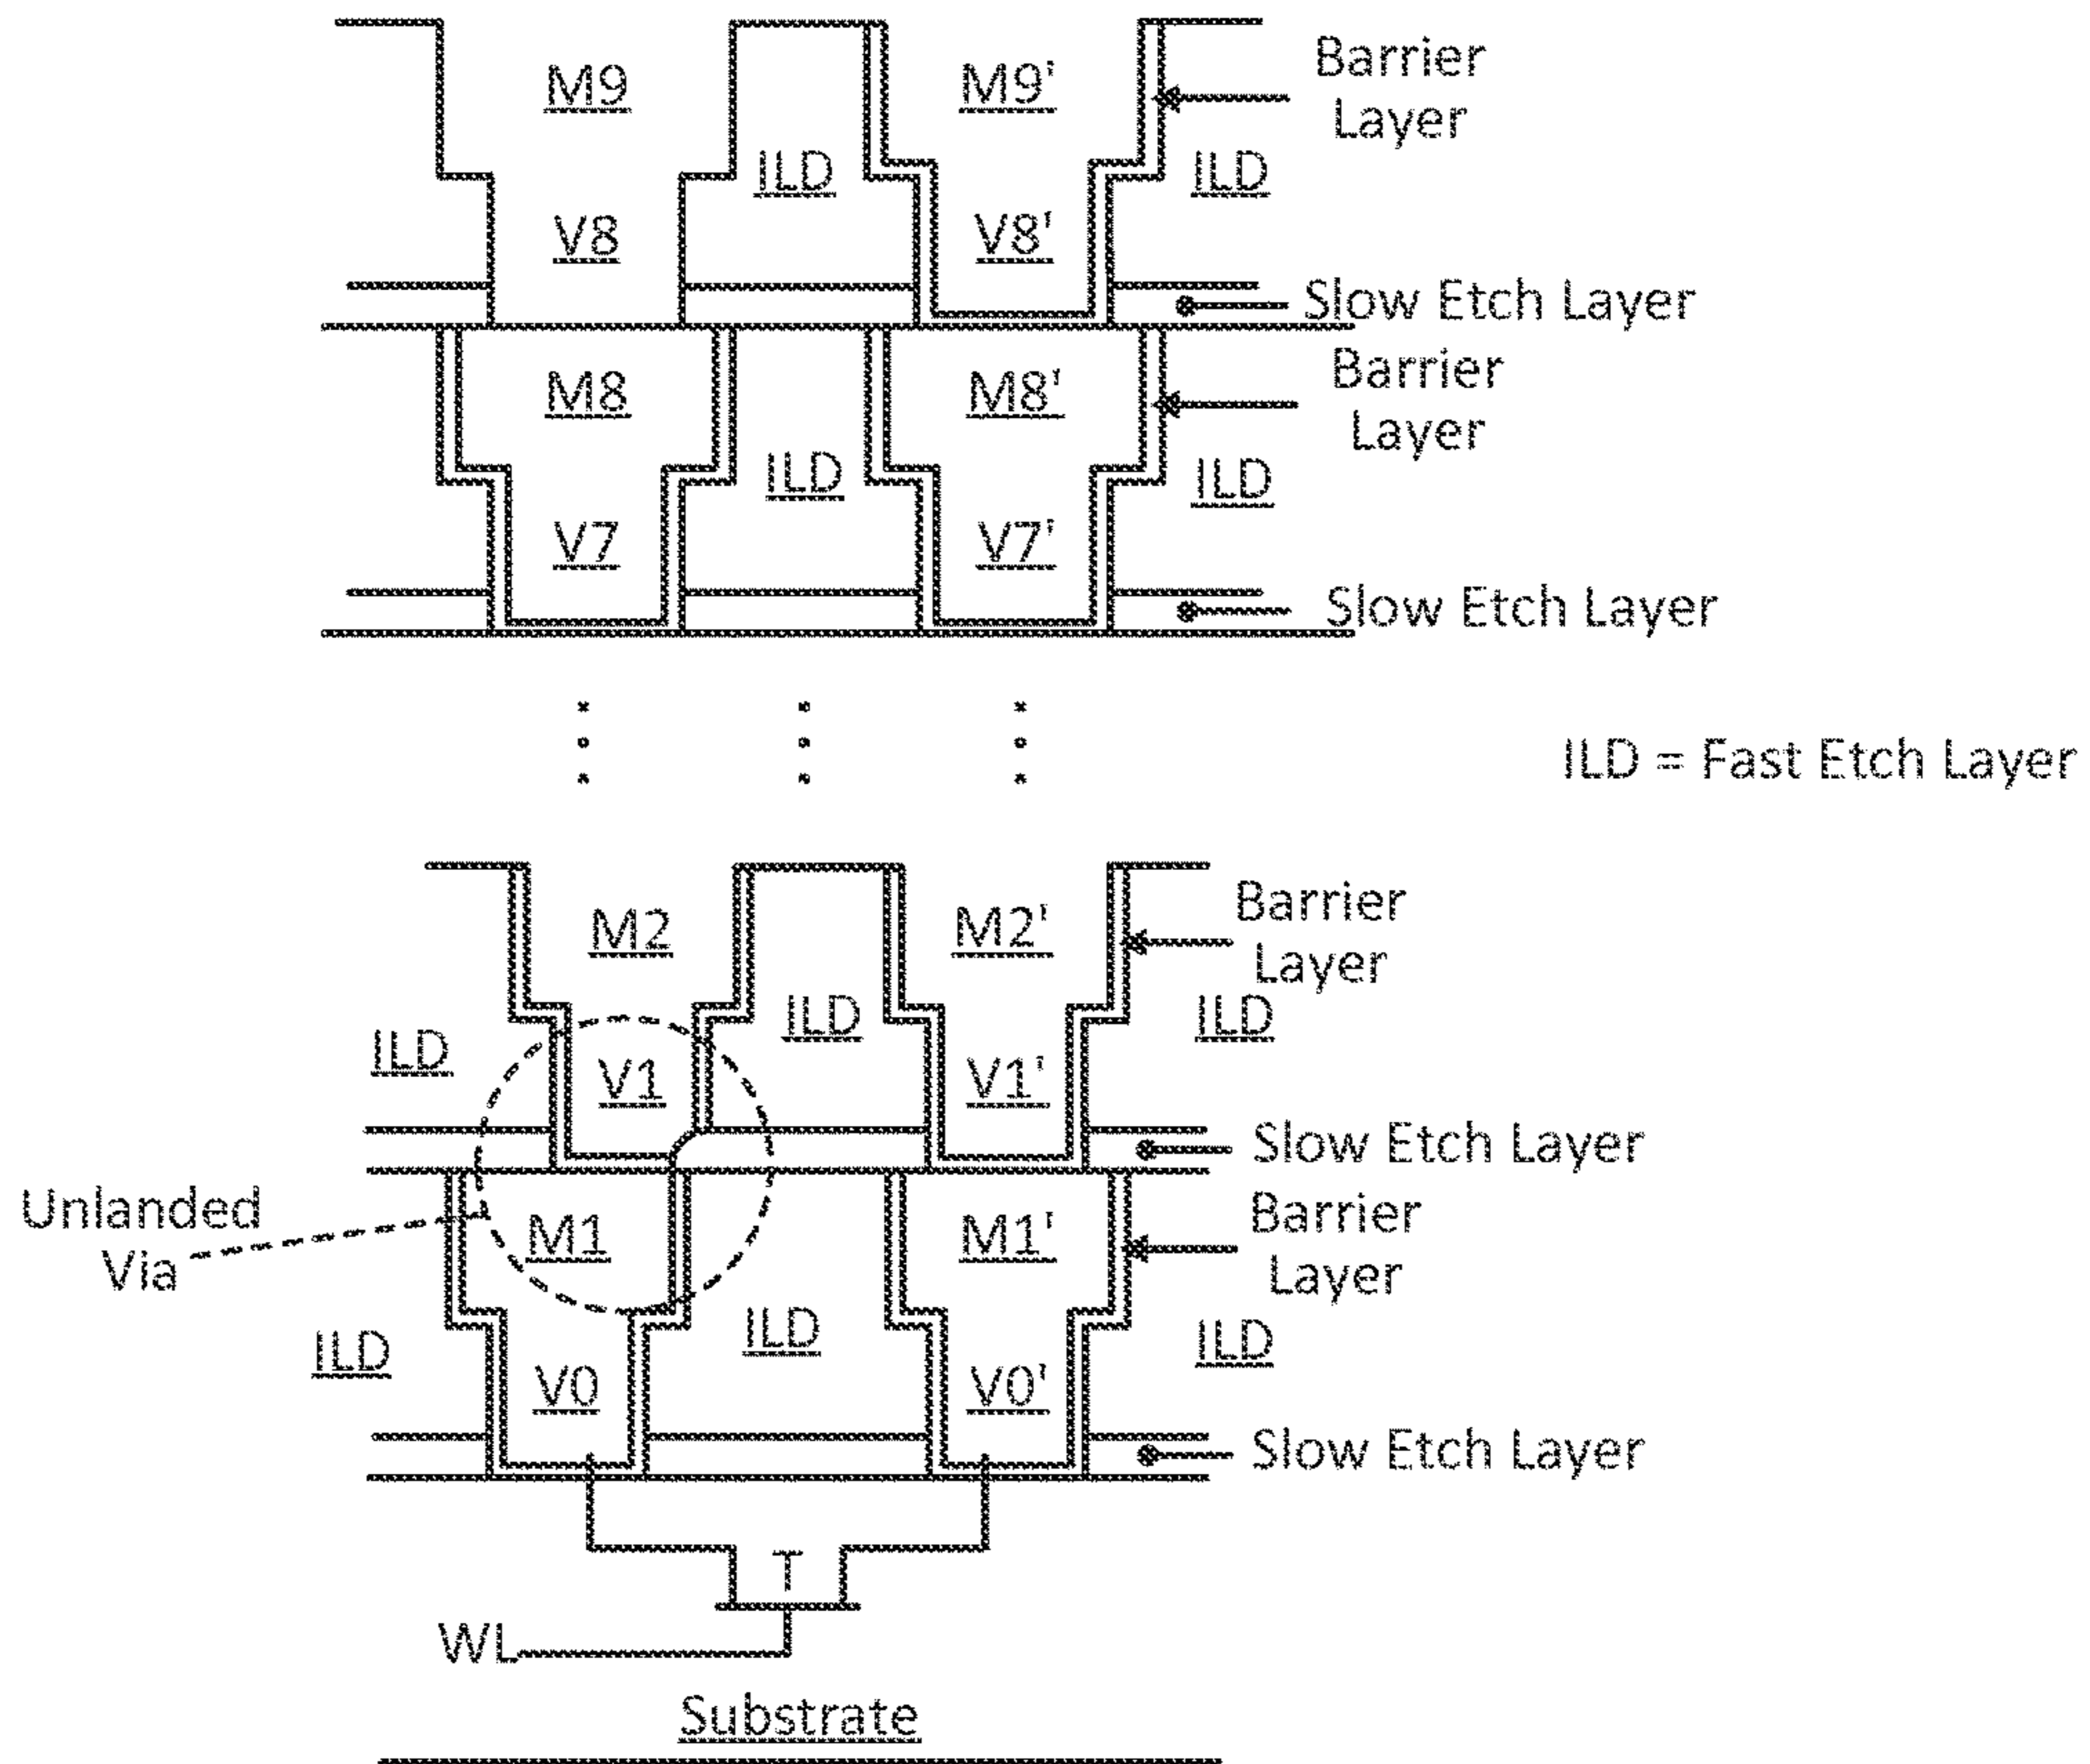 M9 M9' Barrier
Layer
ILD ILD
V8 V8'
Slow Etch Layer
M8 M8' Barrier
Layer
ILD ILD
V7 V7'
Slow Etch Layer
ILD = Fast Etch Layer
M2 M2' Barrier
Layer
ILD ILD ILD
V1 V1'
Slow Etch Layer
Unlanded
Via
M1 M1' Barrier
Layer
ILD ILD ILD
V0 V0'
Slow Etch Layer
T
WL
Substrate